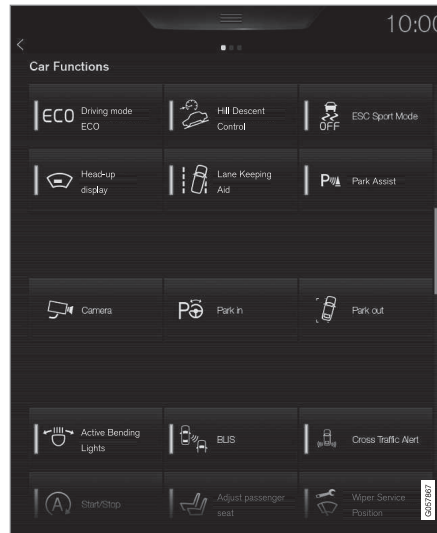 10:00
Car Functions
ECO Driving mode ECO
Hill Descent Control
OFF ESC Sport Mode
Head-up display
Lane Keeping Aid
P Park Assist
Camera
P Park in
Park out
Active Bending Lights
BLIS
Cross Traffic Alert
A Start/Stop
Adjust passenger seat
Wiper Service Position
G057867